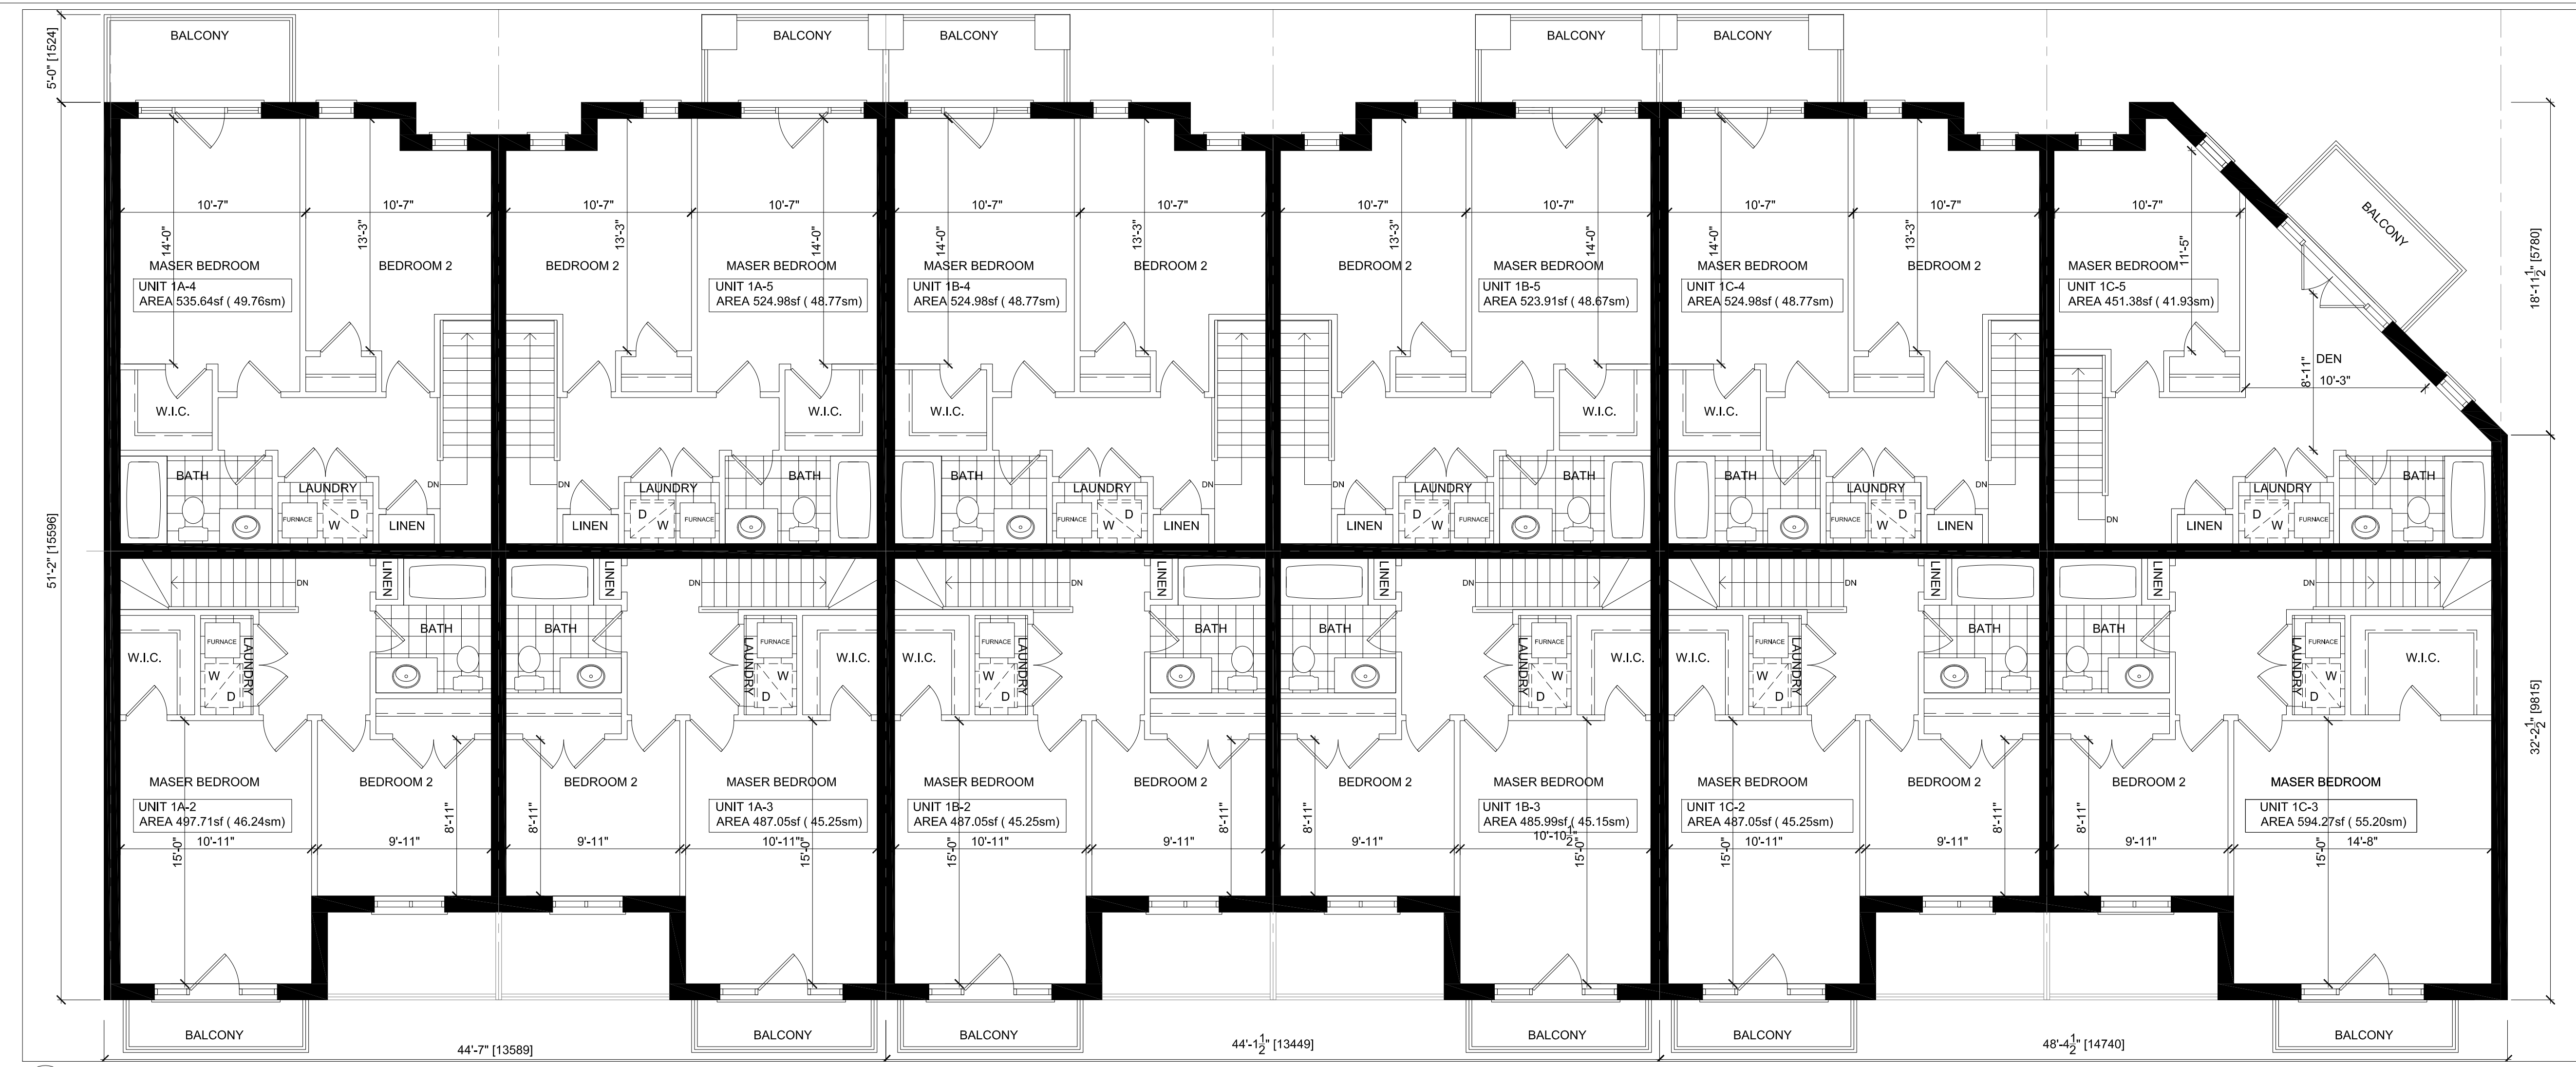 BALCONY
BALCONY
BALCONY
BALCONY
BALCONY
5'-0" [1524]
10'-7"
10'-7"
10'-7"
10'-7"
10'-7"
10'-7"
10'-7"
10'-7"
10'-7"
10'-7"
10'-7"
BALCONY
14'-0"
13'-3"
13'-3"
14'-0"
14'-0"
13'-3"
13'-3"
14'-0"
14'-0"
13'-3"
11'-5"
18'-11 1/2" [5780]
MASER BEDROOM
BEDROOM 2
BEDROOM 2
MASER BEDROOM
MASER BEDROOM
BEDROOM 2
BEDROOM 2
MASER BEDROOM
MASER BEDROOM
BEDROOM 2
MASER BEDROOM
UNIT 1A-4
AREA 535.64sf ( 49.76sm)
UNIT 1A-5
AREA 524.98sf ( 48.77sm)
UNIT 1B-4
AREA 524.98sf ( 48.77sm)
UNIT 1B-5
AREA 523.91sf ( 48.67sm)
UNIT 1C-4
AREA 524.98sf ( 48.77sm)
UNIT 1C-5
AREA 451.38sf ( 41.93sm)
DEN
8'-11"
10'-3"
W.I.C.
W.I.C.
W.I.C.
W.I.C.
W.I.C.
BATH
LAUNDRY
DN
DN
LAUNDRY
BATH
BATH
LAUNDRY
DN
DN
LAUNDRY
BATH
BATH
LAUNDRY
DN
DN
LAUNDRY
BATH
FURNACE
W
D
LINEN
LINEN
D
W
FURNACE
FURNACE
W
D
LINEN
LINEN
D
W
FURNACE
FURNACE
W
D
LINEN
LINEN
D
W
FURNACE
51'-2" [15596]
DN
LINEN
LINEN
DN
DN
LINEN
LINEN
DN
DN
LINEN
LINEN
DN
BATH
BATH
BATH
BATH
BATH
BATH
W.I.C.
FURNACE
W
D
LAUNDRY
LAUNDRY
FURNACE
W
D
W.I.C.
W.I.C.
FURNACE
W
D
LAUNDRY
LAUNDRY
FURNACE
W
D
W.I.C.
W.I.C.
FURNACE
W
D
LAUNDRY
LAUNDRY
FURNACE
W
D
W.I.C.
32'-2 1/2" [9815]
MASER BEDROOM
BEDROOM 2
BEDROOM 2
MASER BEDROOM
MASER BEDROOM
BEDROOM 2
BEDROOM 2
MASER BEDROOM
MASER BEDROOM
BEDROOM 2
BEDROOM 2
MASER BEDROOM
UNIT 1A-2
AREA 497.71sf ( 46.24sm)
UNIT 1A-3
AREA 487.05sf ( 45.25sm)
UNIT 1B-2
AREA 487.05sf ( 45.25sm)
UNIT 1B-3
AREA 485.99sf ( 45.15sm)
UNIT 1C-2
AREA 487.05sf ( 45.25sm)
UNIT 1C-3
AREA 594.27sf ( 55.20sm)
8'-11"
8'-11"
8'-11"
8'-11"
8'-11"
8'-11"
10'-11"
9'-11"
9'-11"
10'-11"
10'-11"
9'-11"
9'-11"
10'-10 1/2"
10'-11"
9'-11"
9'-11"
14'-8"
15'-0"
15'-0"
15'-0"
15'-0"
15'-0"
15'-0"
BALCONY
BALCONY
BALCONY
BALCONY
BALCONY
BALCONY
44'-7" [13589]
44'-1 1/2" [13449]
48'-4 1/2" [14740]